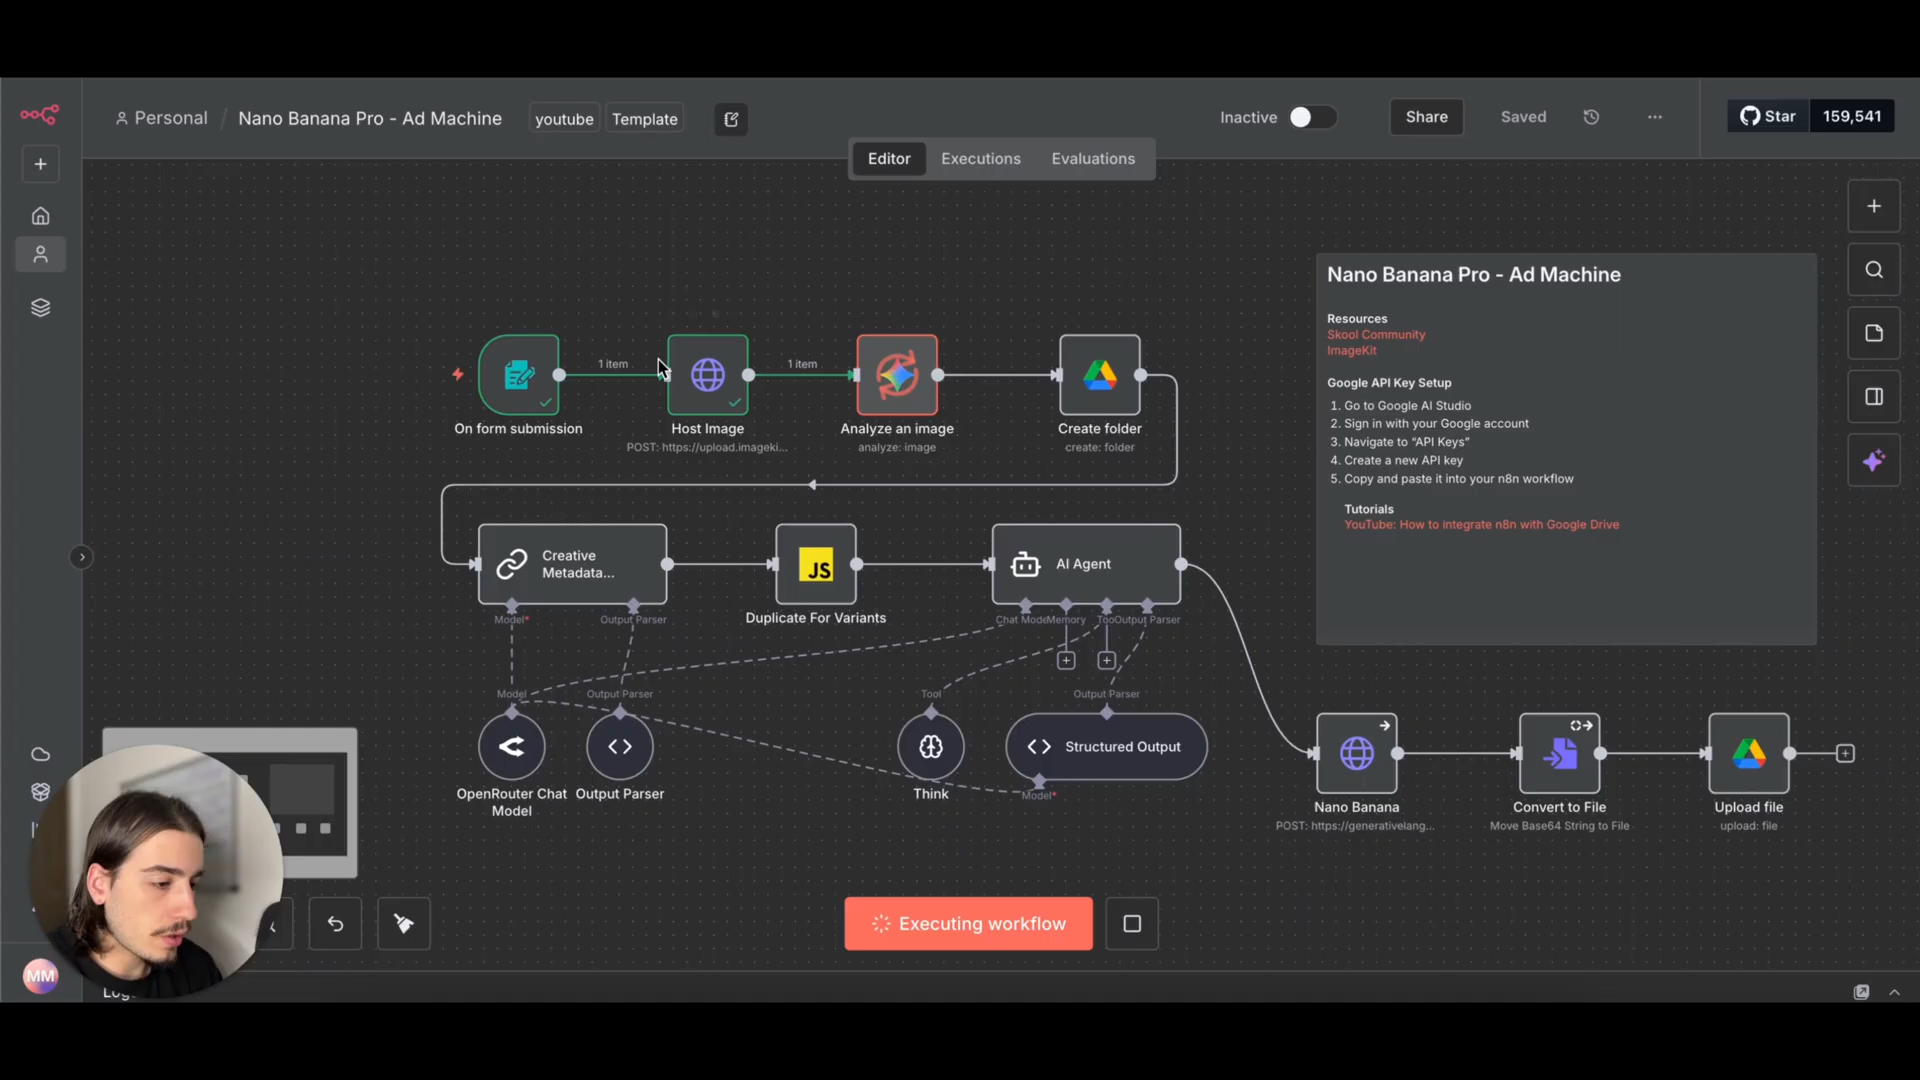 Personal / Nano Banana Pro - Ad Machine youtube Template
Inactive Share Saved ... Star 159,541
Editor Executions Evaluations
Nano Banana Pro - Ad Machine
Resources
Skool Community
ImageKit
Google API Key Setup
1. Go to Google AI Studio
2. Sign in with your Google account
3. Navigate to “API Keys”
4. Create a new API key
5. Copy and paste it into your n8n workflow
Tutorials
YouTube: How to integrate n8n with Google Drive
1 item
1 item
On form submission
Host Image
POST: https://upload.imageki...
Analyze an image
analyze: image
Create folder
create: folder
Creative
Metadata...
Model*
Output Parser
JS
Duplicate For Variants
AI Agent
Chat Mode
Memory
Too
Output Parser
Model
Output Parser
Tool
Output Parser
OpenRouter Chat
Model
Output Parser
Think
Structured Output
Model*
Nano Banana
POST: https://generativelang...
Convert to File
Move Base64 String to File
Upload file
upload: file
Executing workflow
MM